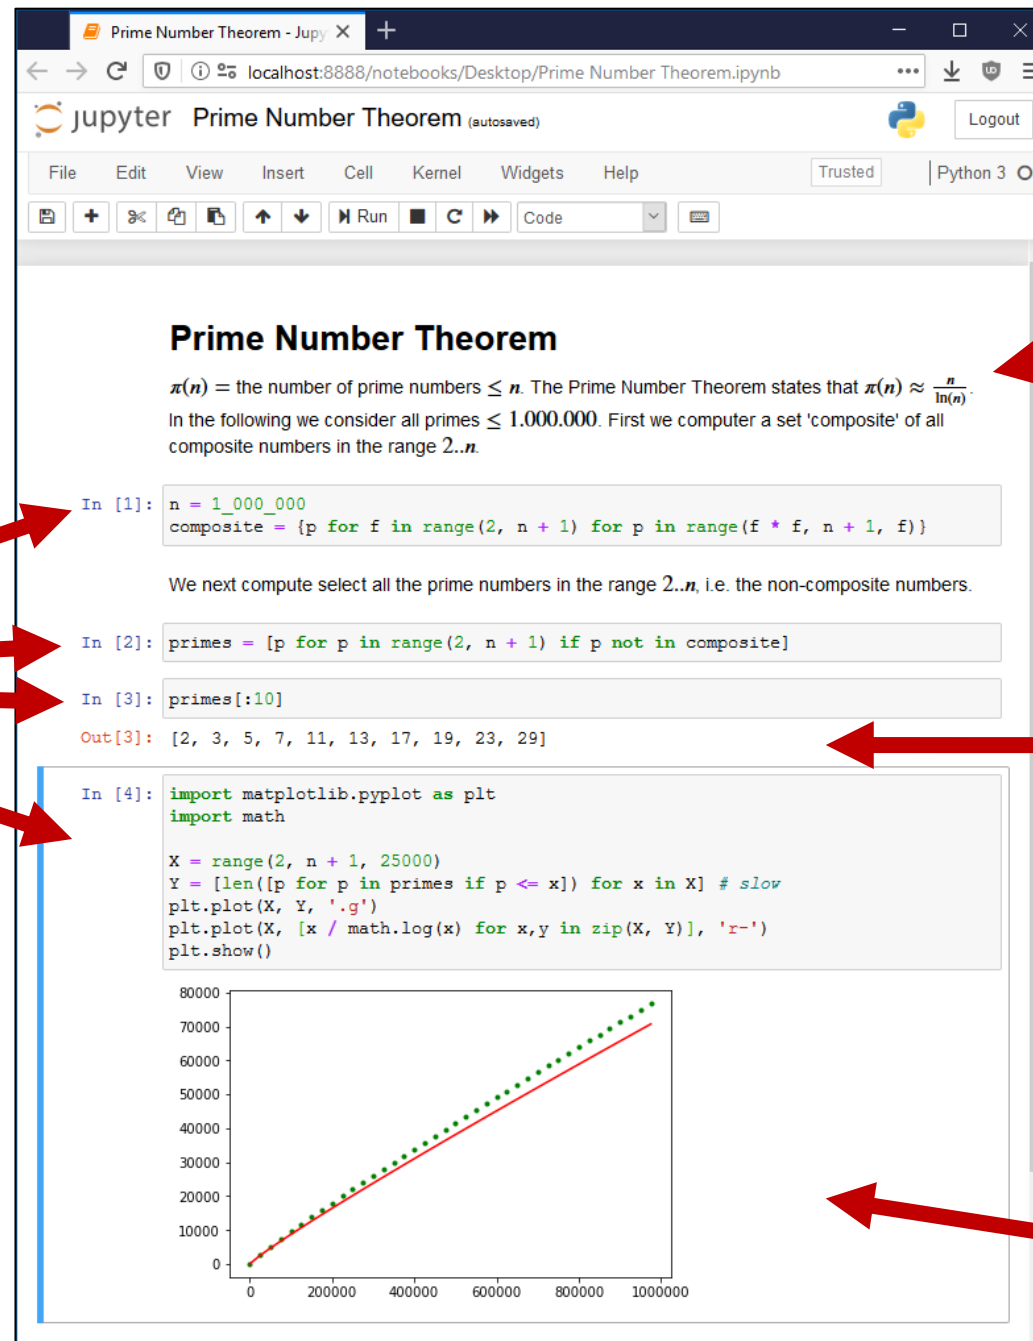 Prime Number Theorem - Jupy
localhost:8888/notebooks/Desktop/Prime Number Theorem.ipynb
jupyter Prime Number Theorem (autosaved)
Logout
File Edit View Insert Cell Kernel Widgets Help Trusted Python 3
Run Code
Prime Number Theorem
π(n) = the number of prime numbers ≤ n. The Prime Number Theorem states that π(n) ≈ n/ln(n).
In the following we consider all primes ≤ 1.000.000. First we computer a set 'composite' of all
composite numbers in the range 2..n.
In [1]: n = 1_000_000
composite = {p for f in range(2, n + 1) for p in range(f * f, n + 1, f)}
We next compute select all the prime numbers in the range 2..n, i.e. the non-composite numbers.
In [2]: primes = [p for p in range(2, n + 1) if p not in composite]
In [3]: primes[:10]
Out[3]: [2, 3, 5, 7, 11, 13, 17, 19, 23, 29]
In [4]: import matplotlib.pyplot as plt
import math
X = range(2, n + 1, 25000)
Y = [len([p for p in primes if p <= x]) for x in X] # slow
plt.plot(X, Y, '.g')
plt.plot(X, [x / math.log(x) for x,y in zip(X, Y)], 'r-')
plt.show()
80000
70000
60000
50000
40000
30000
20000
10000
0
0 200000 400000 600000 800000 1000000